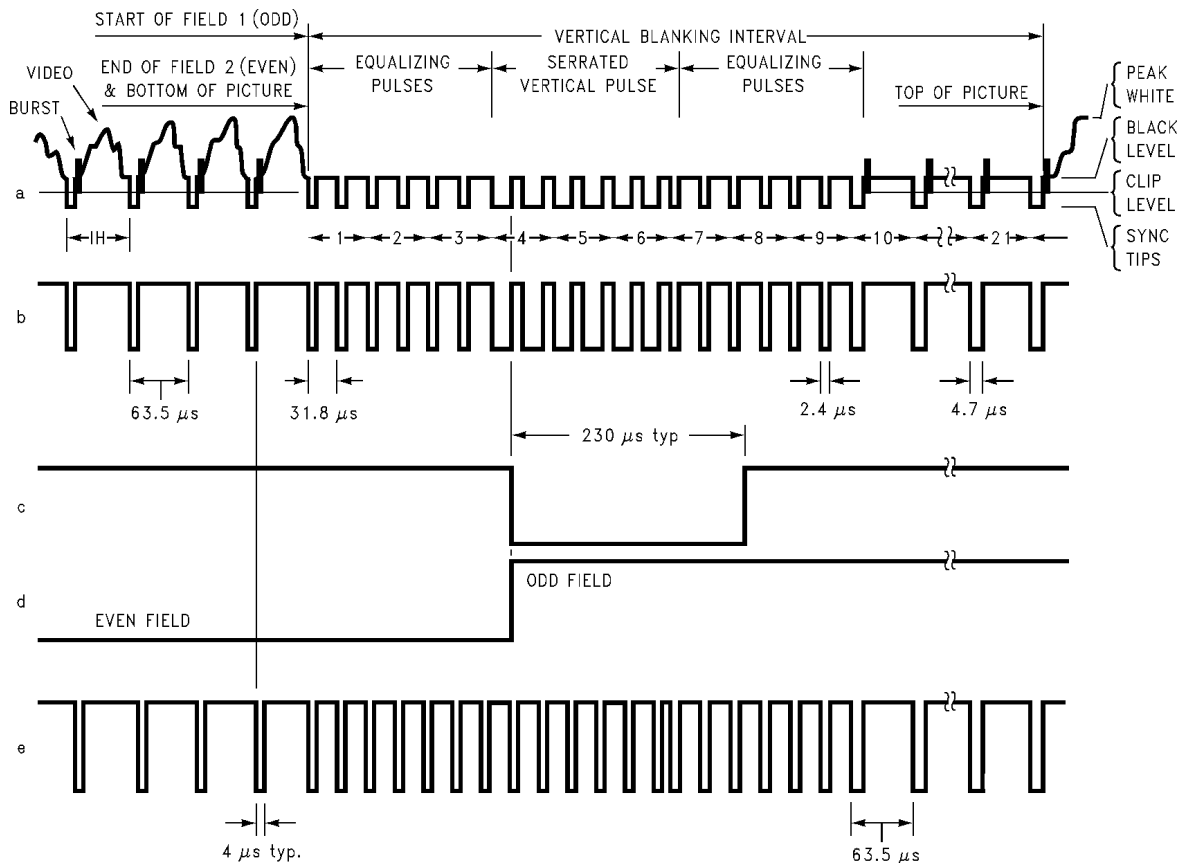 START OF FIELD 1 (ODD)
VERTICAL BLANKING INTERVAL
VIDEO
END OF FIELD 2 (EVEN)
& BOTTOM OF PICTURE
EQUALIZING
PULSES
SERRATED
VERTICAL PULSE
EQUALIZING
PULSES
TOP OF PICTURE
PEAK
WHITE
BURST
BLACK
LEVEL
a
CLIP
LEVEL
IH
1 2 3 4 5 6 7 8 9 10 21
SYNC
TIPS
b
63.5 μs
31.8 μs
2.4 μs
4.7 μs
230 μs typ
c
ODD FIELD
d
EVEN FIELD
e
4 μs typ.
63.5 μs